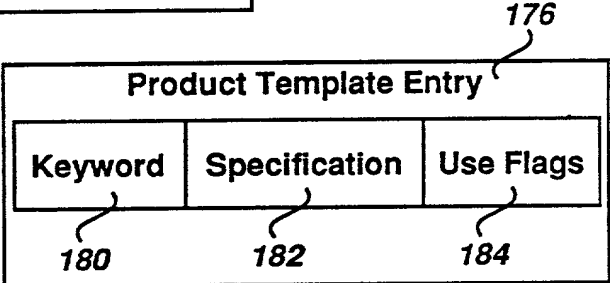 176
Product Template Entry
Keyword Specification Use Flags
180 182 184